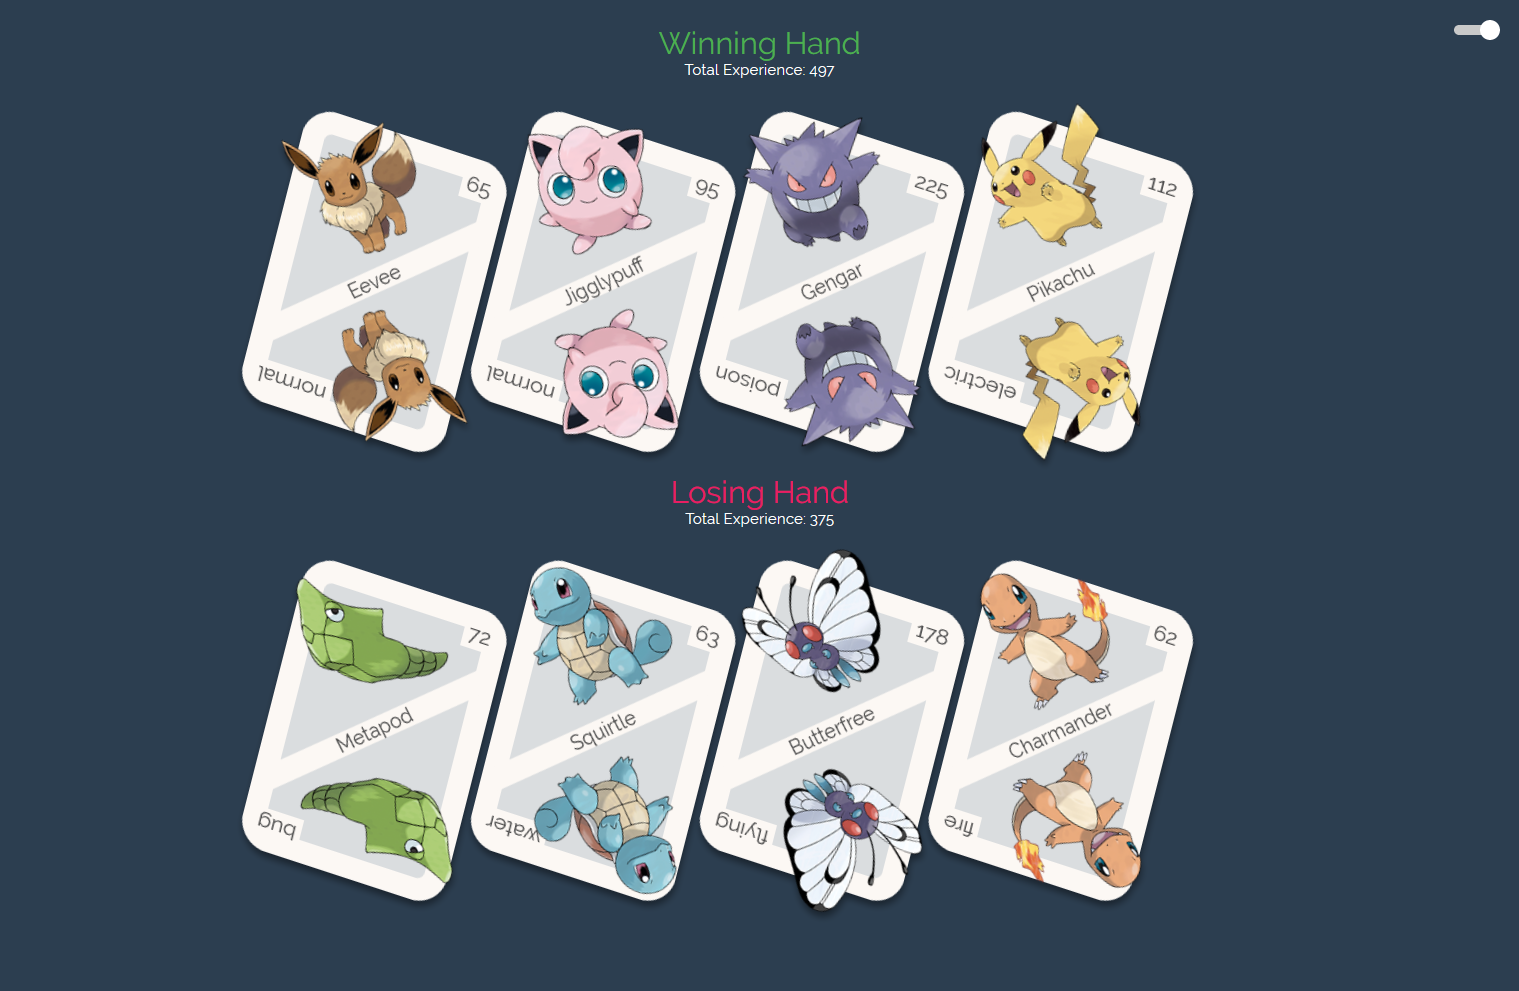 Winning Hand
Total Experience: 497
65
Eevee
normal
95
Jigglypuff
normal
225
Gengar
poison
112
Pikachu
electric
Losing Hand
Total Experience: 375
72
Metapod
bug
63
Squirtle
water
178
Butterfree
flying
62
Charmander
fire